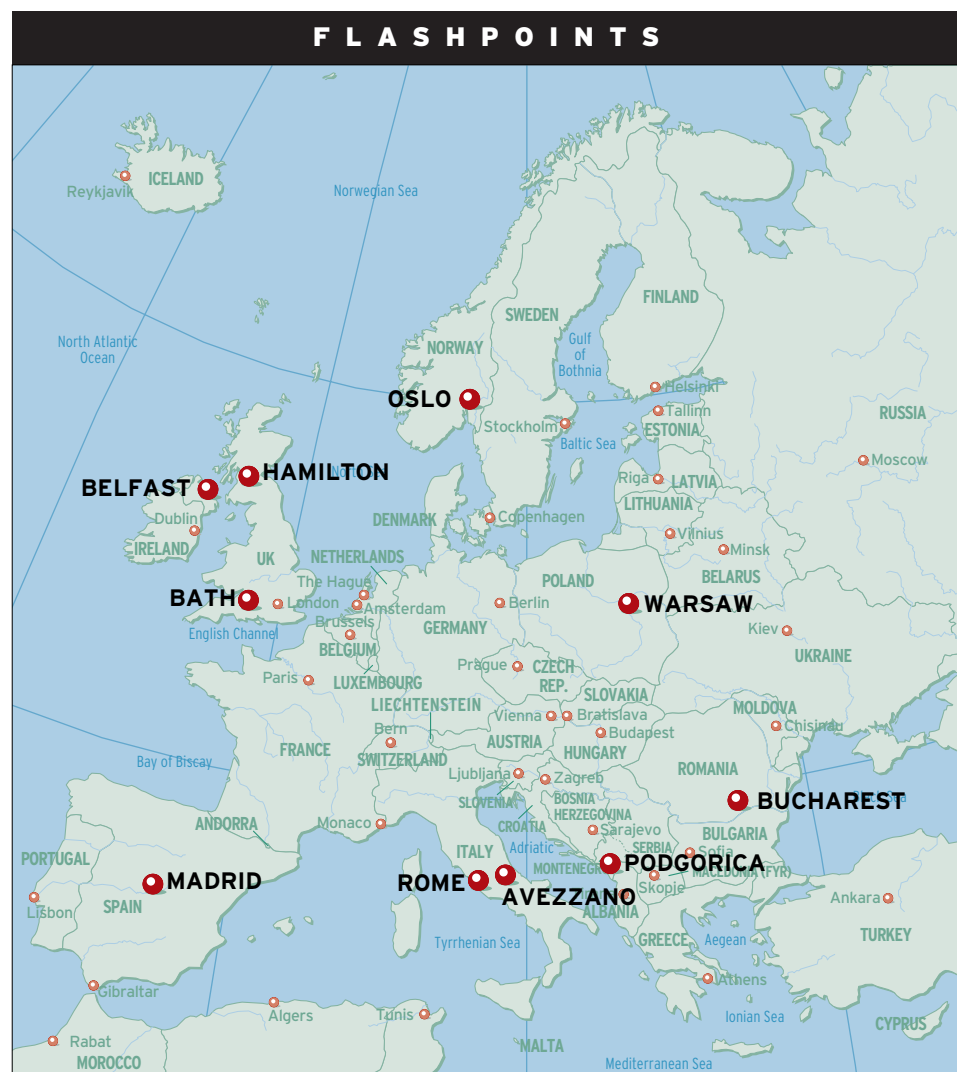 FLASHPOINTS
ICELAND
Reykjavik
Norwegian Sea
FINLAND
SWEDEN
North Atlantic
Ocean
NORWAY
Gulf
of
Bothnia
OSLO
Helsinki
Tallinn
RUSSIA
Stockholm
ESTONIA
Baltic Sea
Moscow
HAMILTON
BELFAST
Riga
LATVIA
LITHUANIA
Dublin
DENMARK
Copenhagen
Vilnius
IRELAND
UK
NETHERLANDS
Minsk
The Hague
POLAND
BELARUS
BATH
London
Amsterdam
Berlin
WARSAW
Brussels
English Channel
GERMANY
Kiev
BELGIUM
UKRAINE
Paris
Prague
CZECH
REP.
LUXEMBOURG
SLOVAKIA
LIECHTENSTEIN
MOLDOVA
Vienna
Bratislava
Chisinau
Bern
Budapest
AUSTRIA
FRANCE
HUNGARY
SWITZERLAND
Bay of Biscay
Ljubljana
Zagreb
ROMANIA
SLOVENIA
BOSNIA
HERZEGOVINA
BUCHAREST
ANDORRA
Monaco
CROATIA
Sarajevo
BULGARIA
ITALY
Adriatic
SERBIA
Sofia
PORTUGAL
MONTENEGRO
PODGORICA
MACEDONIA (FYR)
MADRID
ROME
Skopje
AVEZZANO
Lisbon
SPAIN
ALBANIA
Ankara
Tyrrhenian Sea
GREECE
Aegean
TURKEY
Gibraltar
Athens
Algers
Tunis
Ionian Sea
CYPRUS
Rabat
MALTA
MOROCCO
Mediterranean Sea